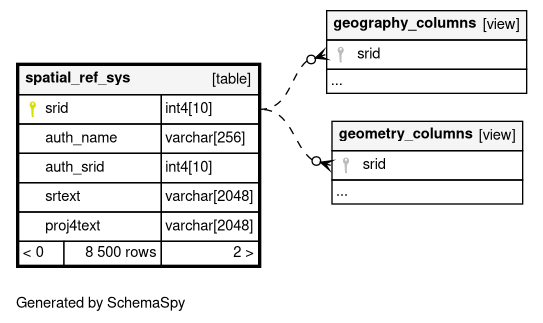 geography_columns [view]
srid
...
spatial_ref_sys [table]
srid int4[10]
auth_name varchar[256]
auth_srid int4[10]
srtext varchar[2048]
proj4text varchar[2048]
< 0 8 500 rows 2 >
geometry_columns [view]
srid
...
Generated by SchemaSpy